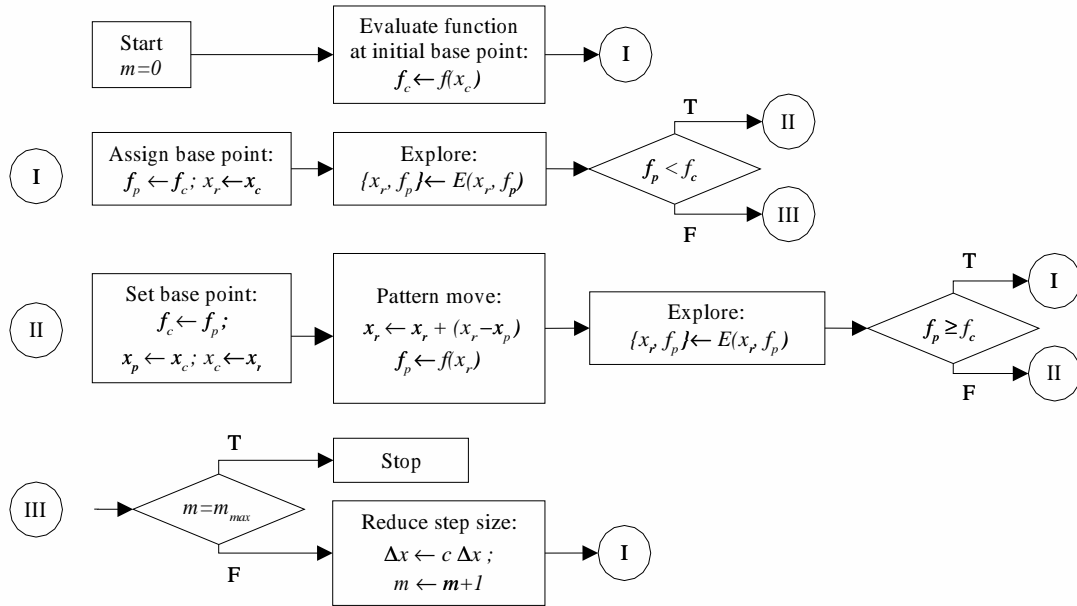 Start
m=0
Evaluate function
at initial base point:
f_c ← f(x_c)
I
I
Assign base point:
f_p ← f_c; x_r ← x_c
Explore:
{x_r, f_p} ← E(x_r, f_p)
f_p < f_c
T
II
F
III
II
Set base point:
f_c ← f_p;
x_p ← x_c; x_c ← x_r
Pattern move:
x_r ← x_r + (x_r – x_p)
f_p ← f(x_r)
Explore:
{x_r, f_p} ← E(x_r, f_p)
f_p ≥ f_c
T
I
F
II
III
m=m_max
T
Stop
F
Reduce step size:
Δx ← c Δx ;
m ← m+1
I